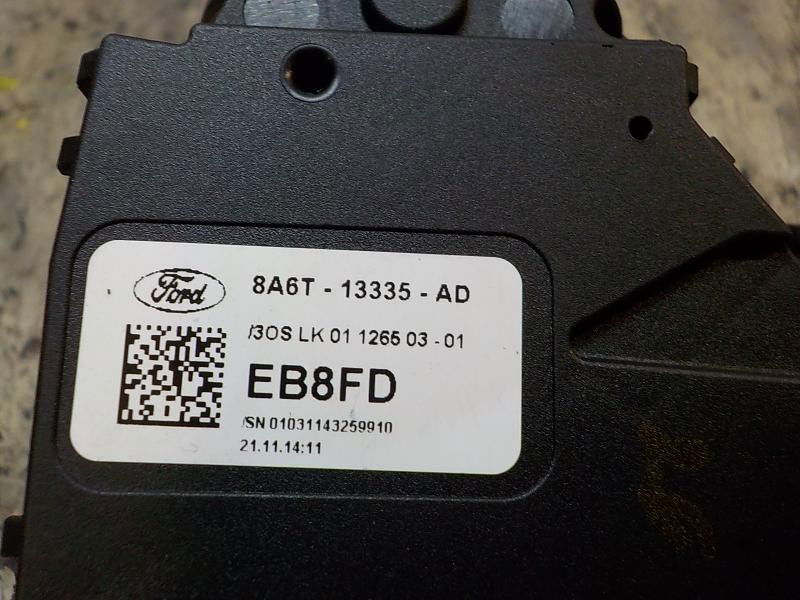 Ford
8A6T - 13335 - AD
/3OS LK 01 1265 03 - 01
EB8FD
/SN 01031143259910
21.11.14:11